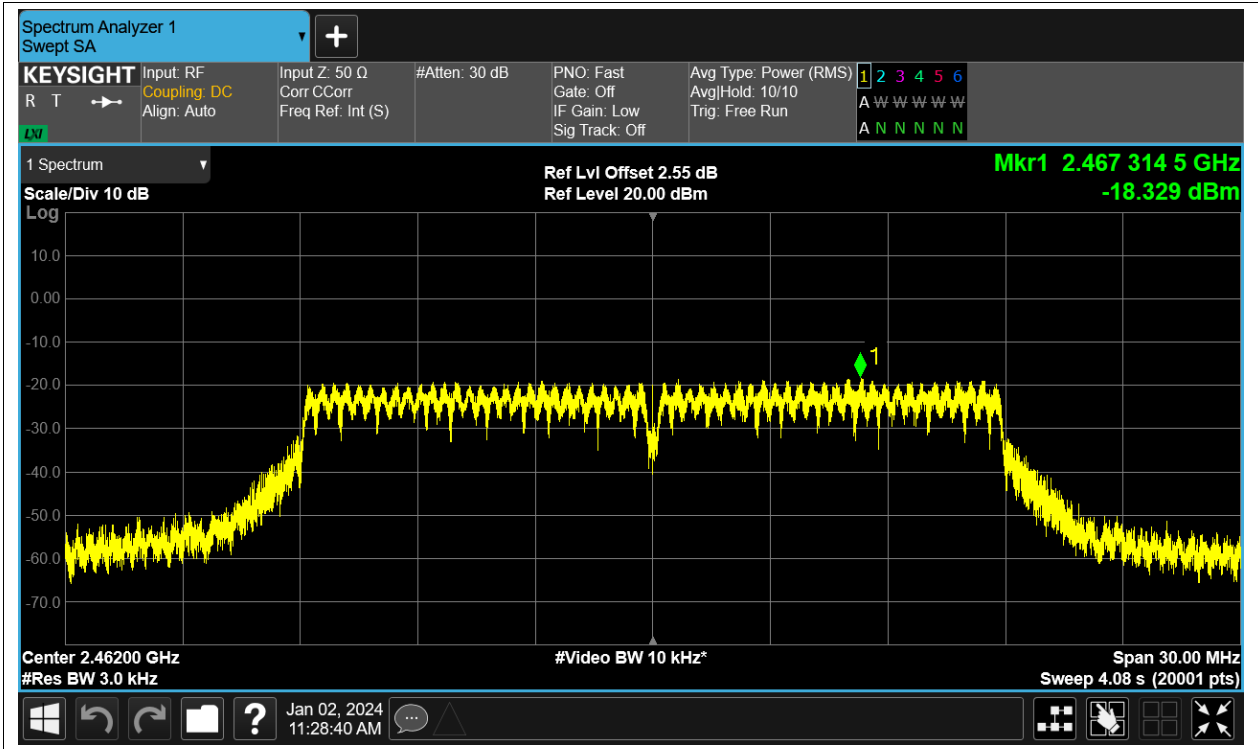 Spectrum Analyzer 1
Swept SA
+
KEYSIGHT
R T
LXI
Input: RF
Coupling: DC
Align: Auto
Input Z: 50 Ω
Corr CCorr
Freq Ref: Int (S)
#Atten: 30 dB
PNO: Fast
Gate: Off
IF Gain: Low
Sig Track: Off
Avg Type: Power (RMS)
Avg|Hold: 10/10
Trig: Free Run
1 2 3 4 5 6
A W W W W W
A N N N N N
1 Spectrum
Scale/Div 10 dB
Log
Ref Lvl Offset 2.55 dB
Ref Level 20.00 dBm
Mkr1 2.467 314 5 GHz
-18.329 dBm
10.0
0.00
-10.0
-20.0
-30.0
-40.0
-50.0
-60.0
-70.0
1
Center 2.46200 GHz
#Res BW 3.0 kHz
#Video BW 10 kHz*
Span 30.00 MHz
Sweep 4.08 s (20001 pts)
?
Jan 02, 2024
11:28:40 AM